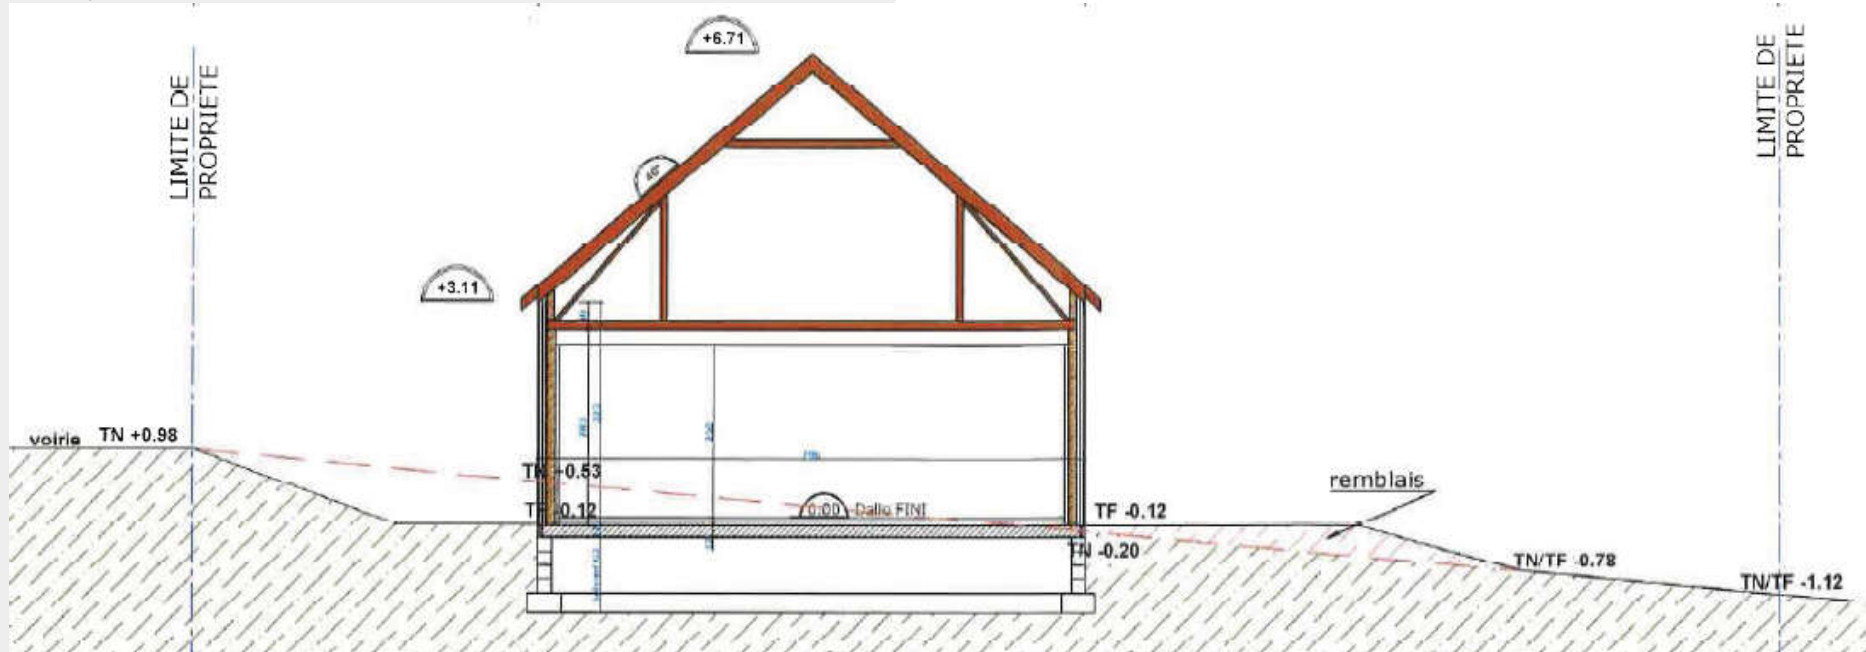 +6.71
LIMITE DE
PROPRIETE
LIMITE DE
PROPRIETE
+3.11
voirie TN +0.98
TN +0.53
remblais
0:00 Dalle FINI
TF -0.12
TF -0.12
TN -0.20
TN/TF -0.78
TN/TF -1.12